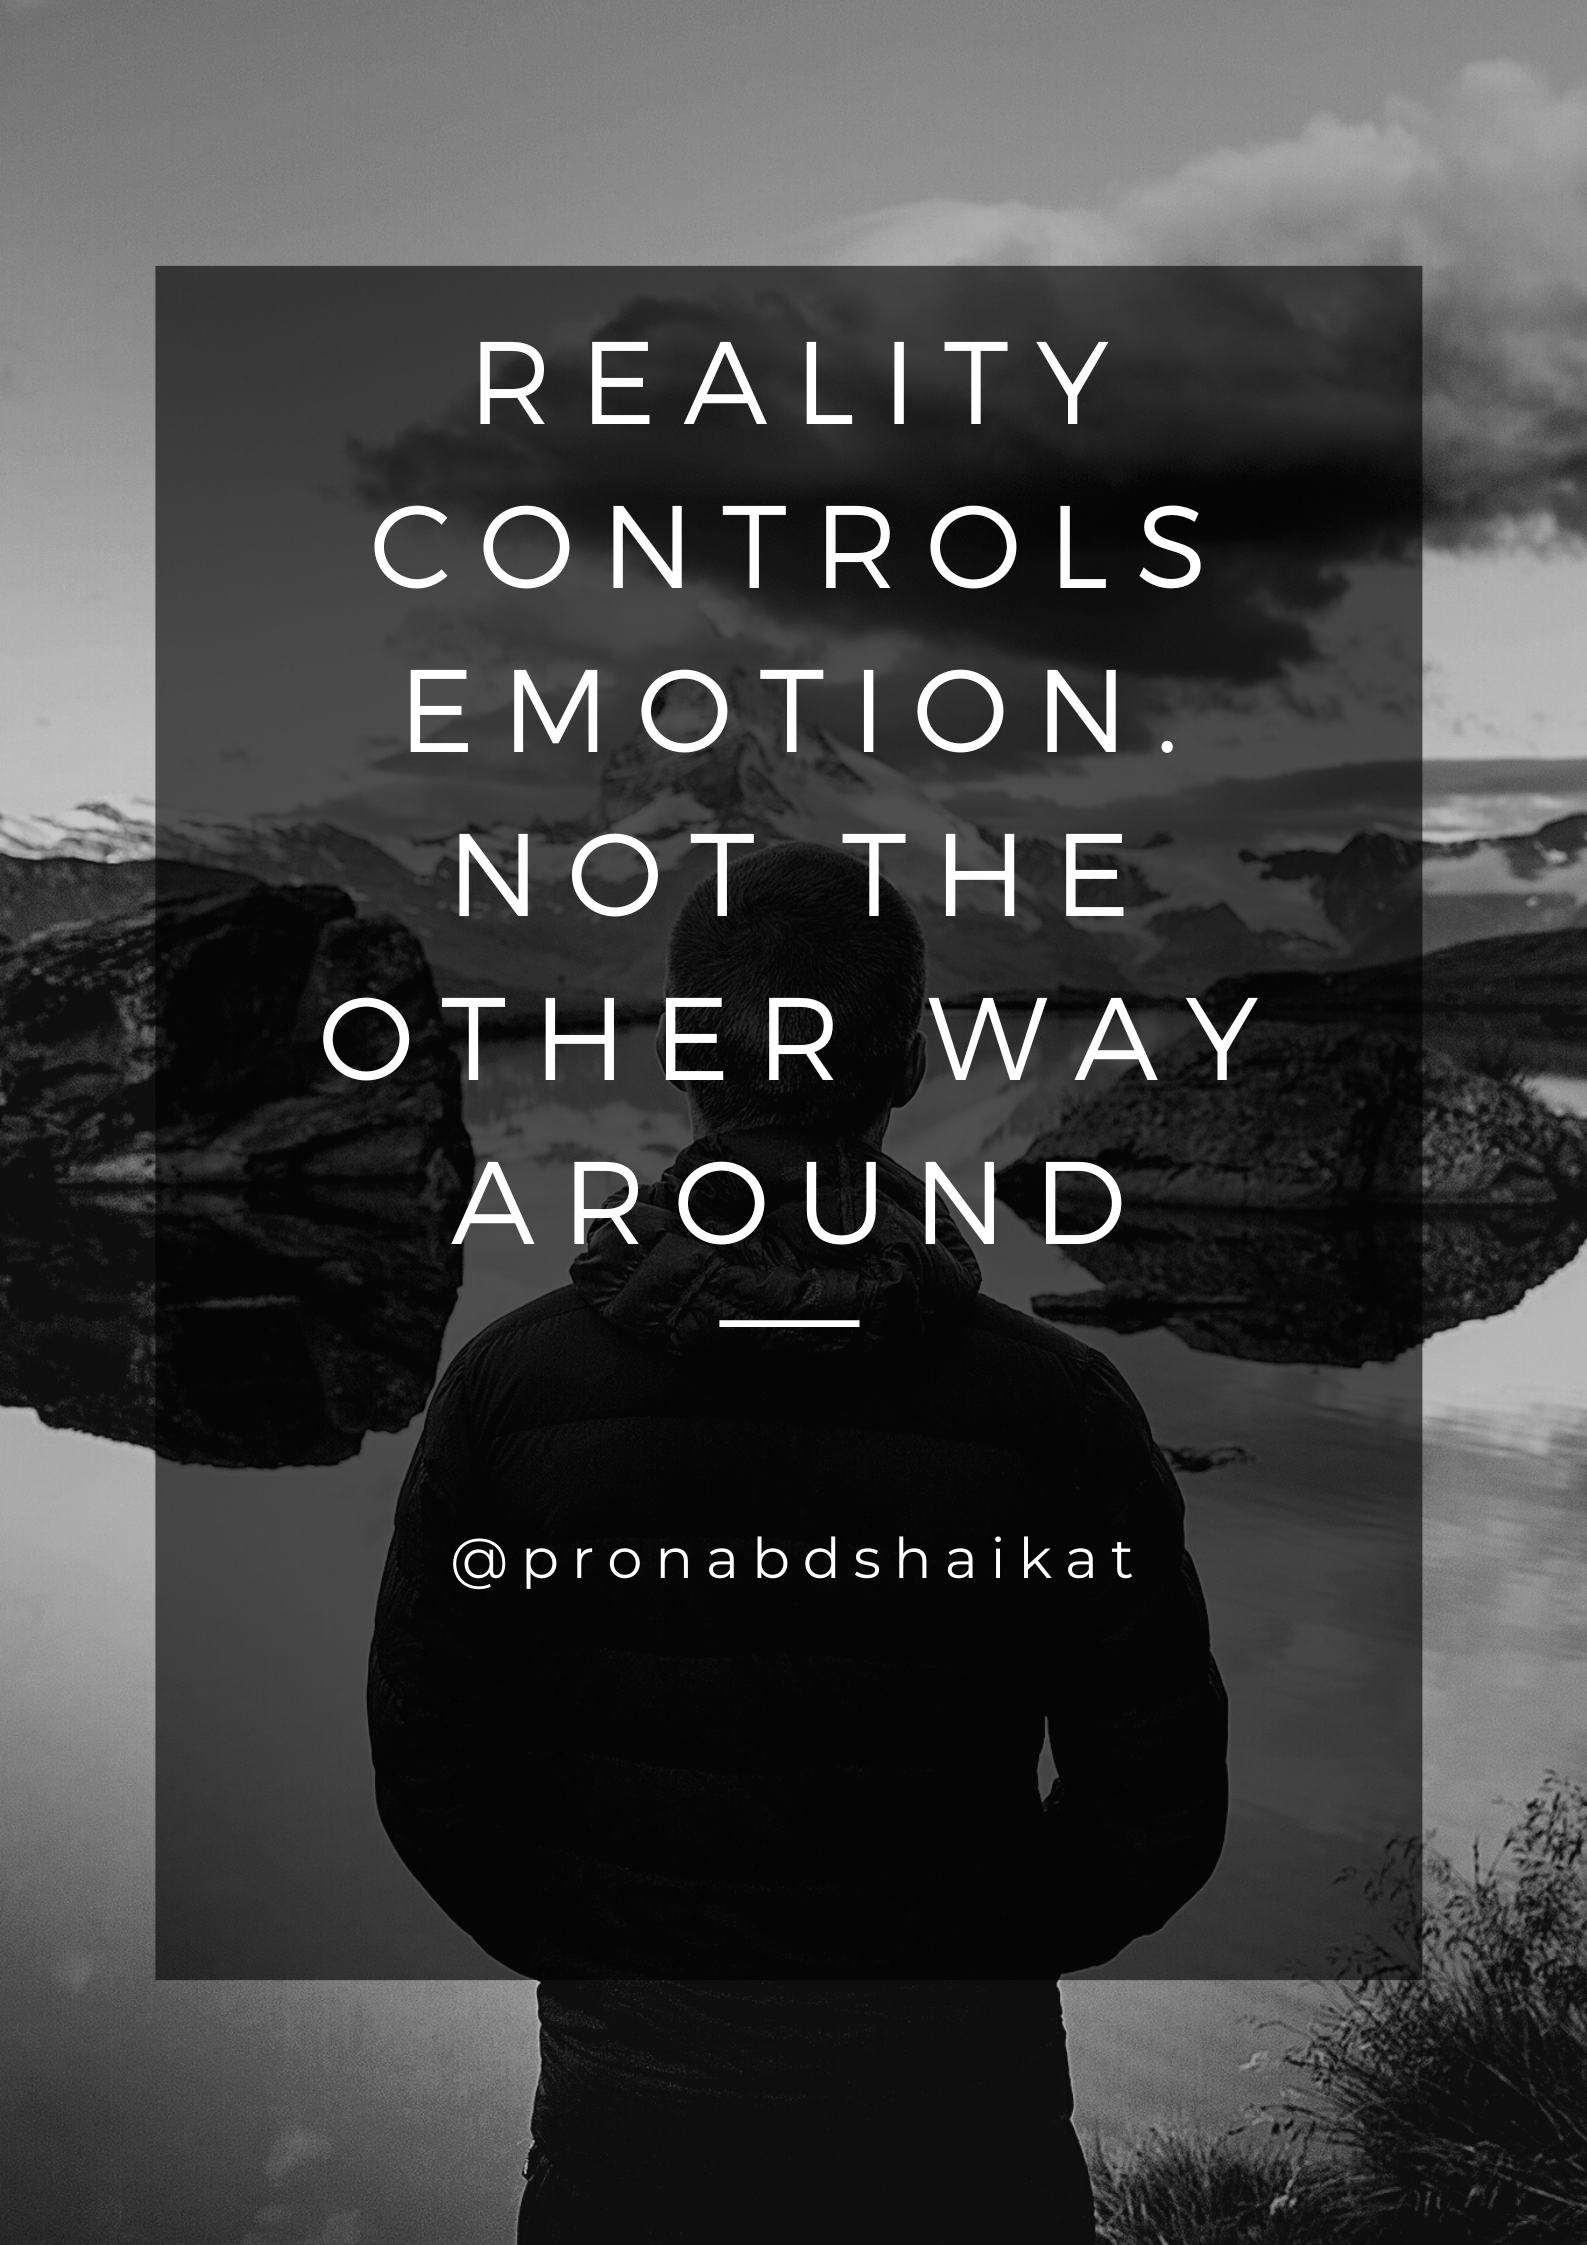 REALITY
CONTROLS
EMOTION.
NOT THE
OTHER WAY
AROUND
@pronabdshaikat